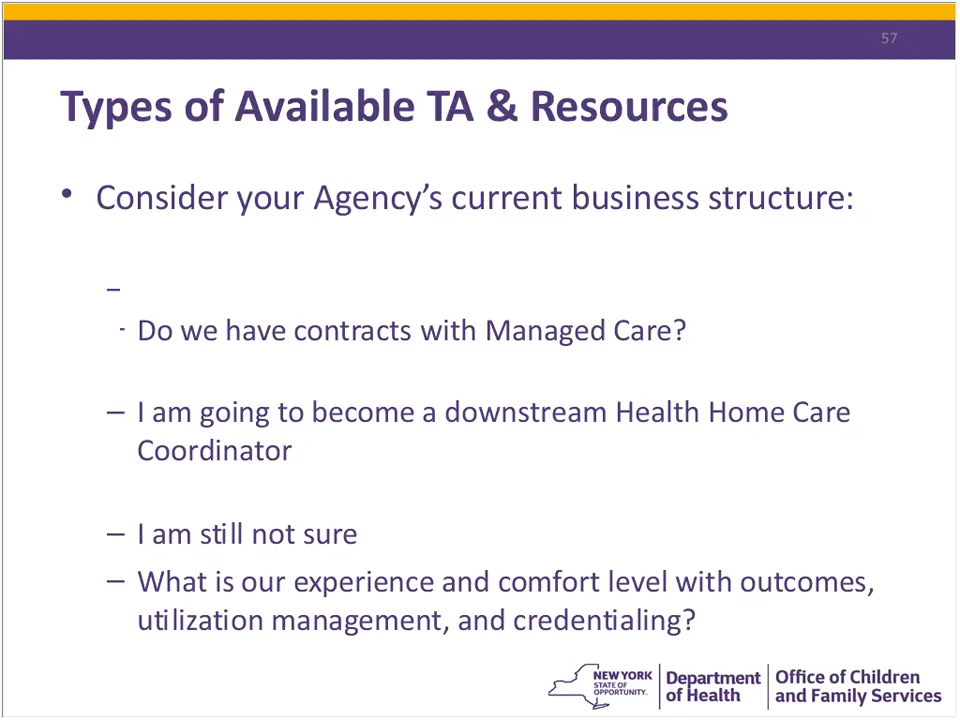 57
Types of Available TA & Resources
• Consider your Agency’s current business structure:
–
- Do we have contracts with Managed Care?
– I am going to become a downstream Health Home Care
Coordinator
– I am still not sure
– What is our experience and comfort level with outcomes,
utilization management, and credentialing?
NEW YORK
STATE OF
OPPORTUNITY.
Department
of Health
Office of Children
and Family Services